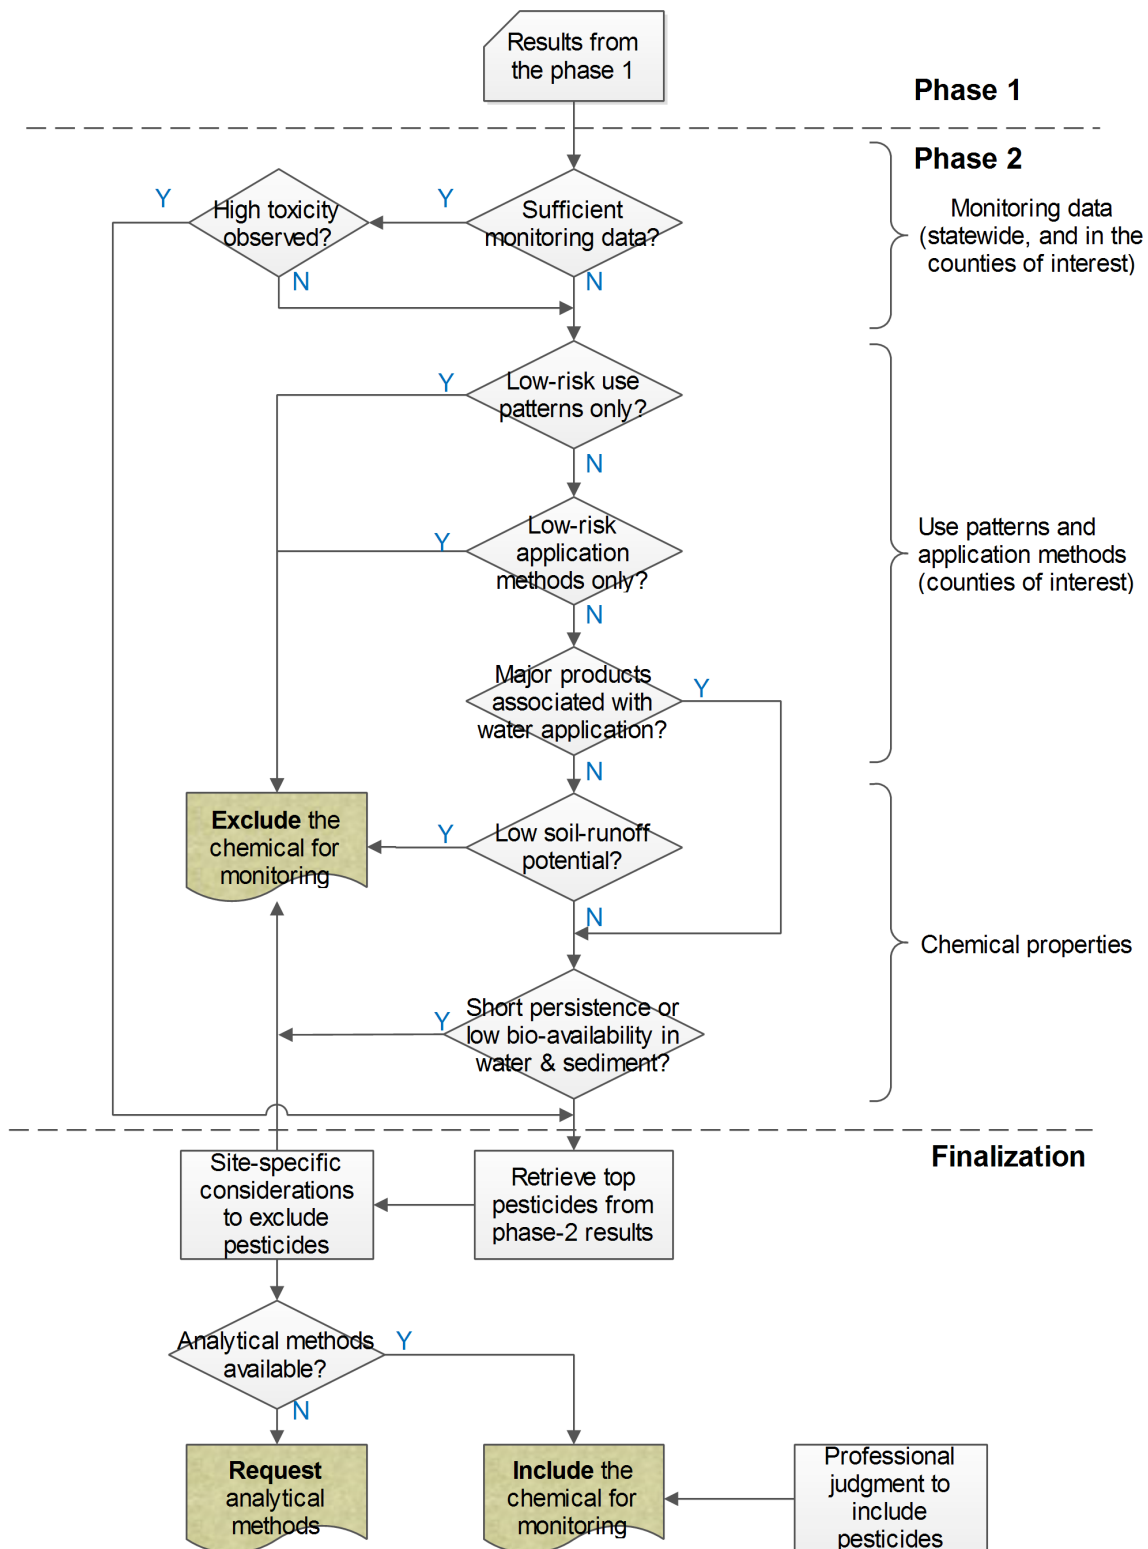 Results from
the phase 1
Phase 1
Phase 2
Y
High toxicity
observed?
N
Y
Sufficient
monitoring data?
N
Monitoring data
(statewide, and in the
counties of interest)
Y
Low-risk use
patterns only?
N
Y
Low-risk
application
methods only?
N
Use patterns and
application methods
(counties of interest)
Major products
associated with
water application?
Y
N
Exclude the
chemical for
monitoring
Y
Low soil-runoff
potential?
N
Chemical properties
Y
Short persistence or
low bio-availability in
water & sediment?
Finalization
Site-specific
considerations
to exclude
pesticides
Retrieve top
pesticides from
phase-2 results
Analytical methods
available?
Y
N
Request
analytical
methods
Include the
chemical for
monitoring
Professional
judgment to
include
pesticides